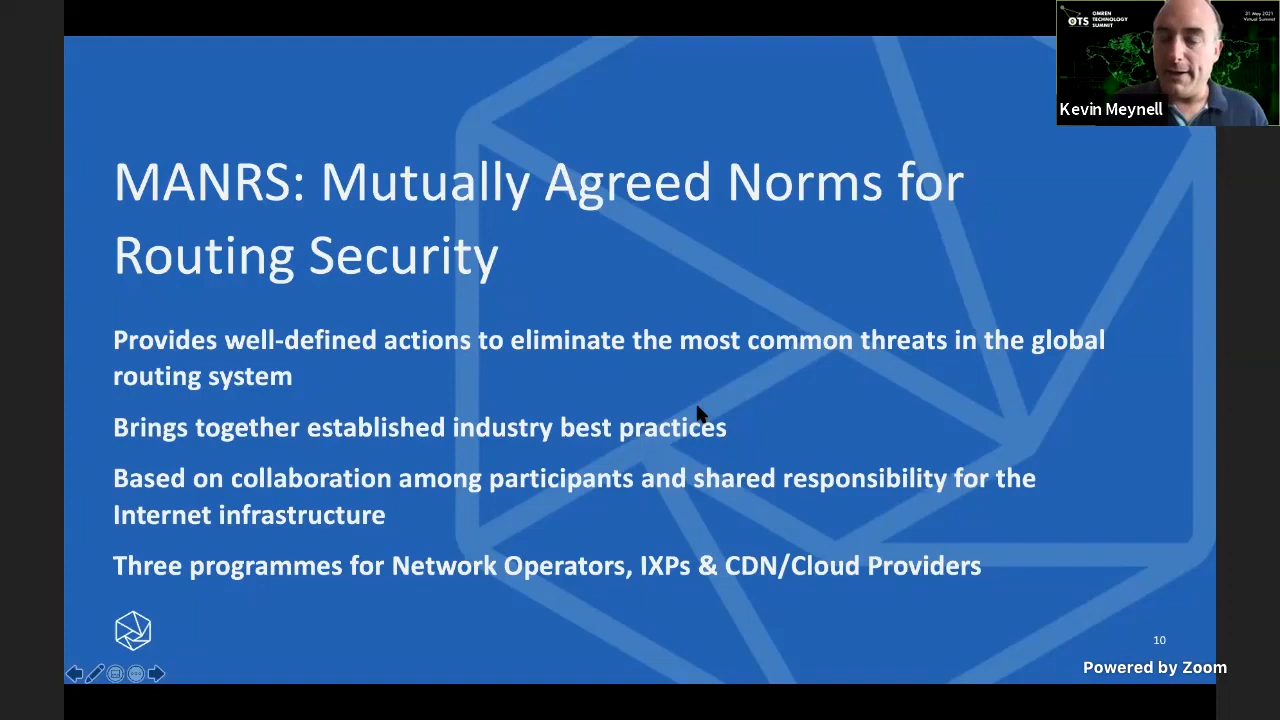 OTS
OMREN
TECHNOLOGY
SUMMIT
31 May 2021
Virtual Summit
Kevin Meynell
MANRS: Mutually Agreed Norms for
Routing Security
Provides well-defined actions to eliminate the most common threats in the global
routing system
Brings together established industry best practices
Based on collaboration among participants and shared responsibility for the
Internet infrastructure
Three programmes for Network Operators, IXPs & CDN/Cloud Providers
10
Powered by Zoom